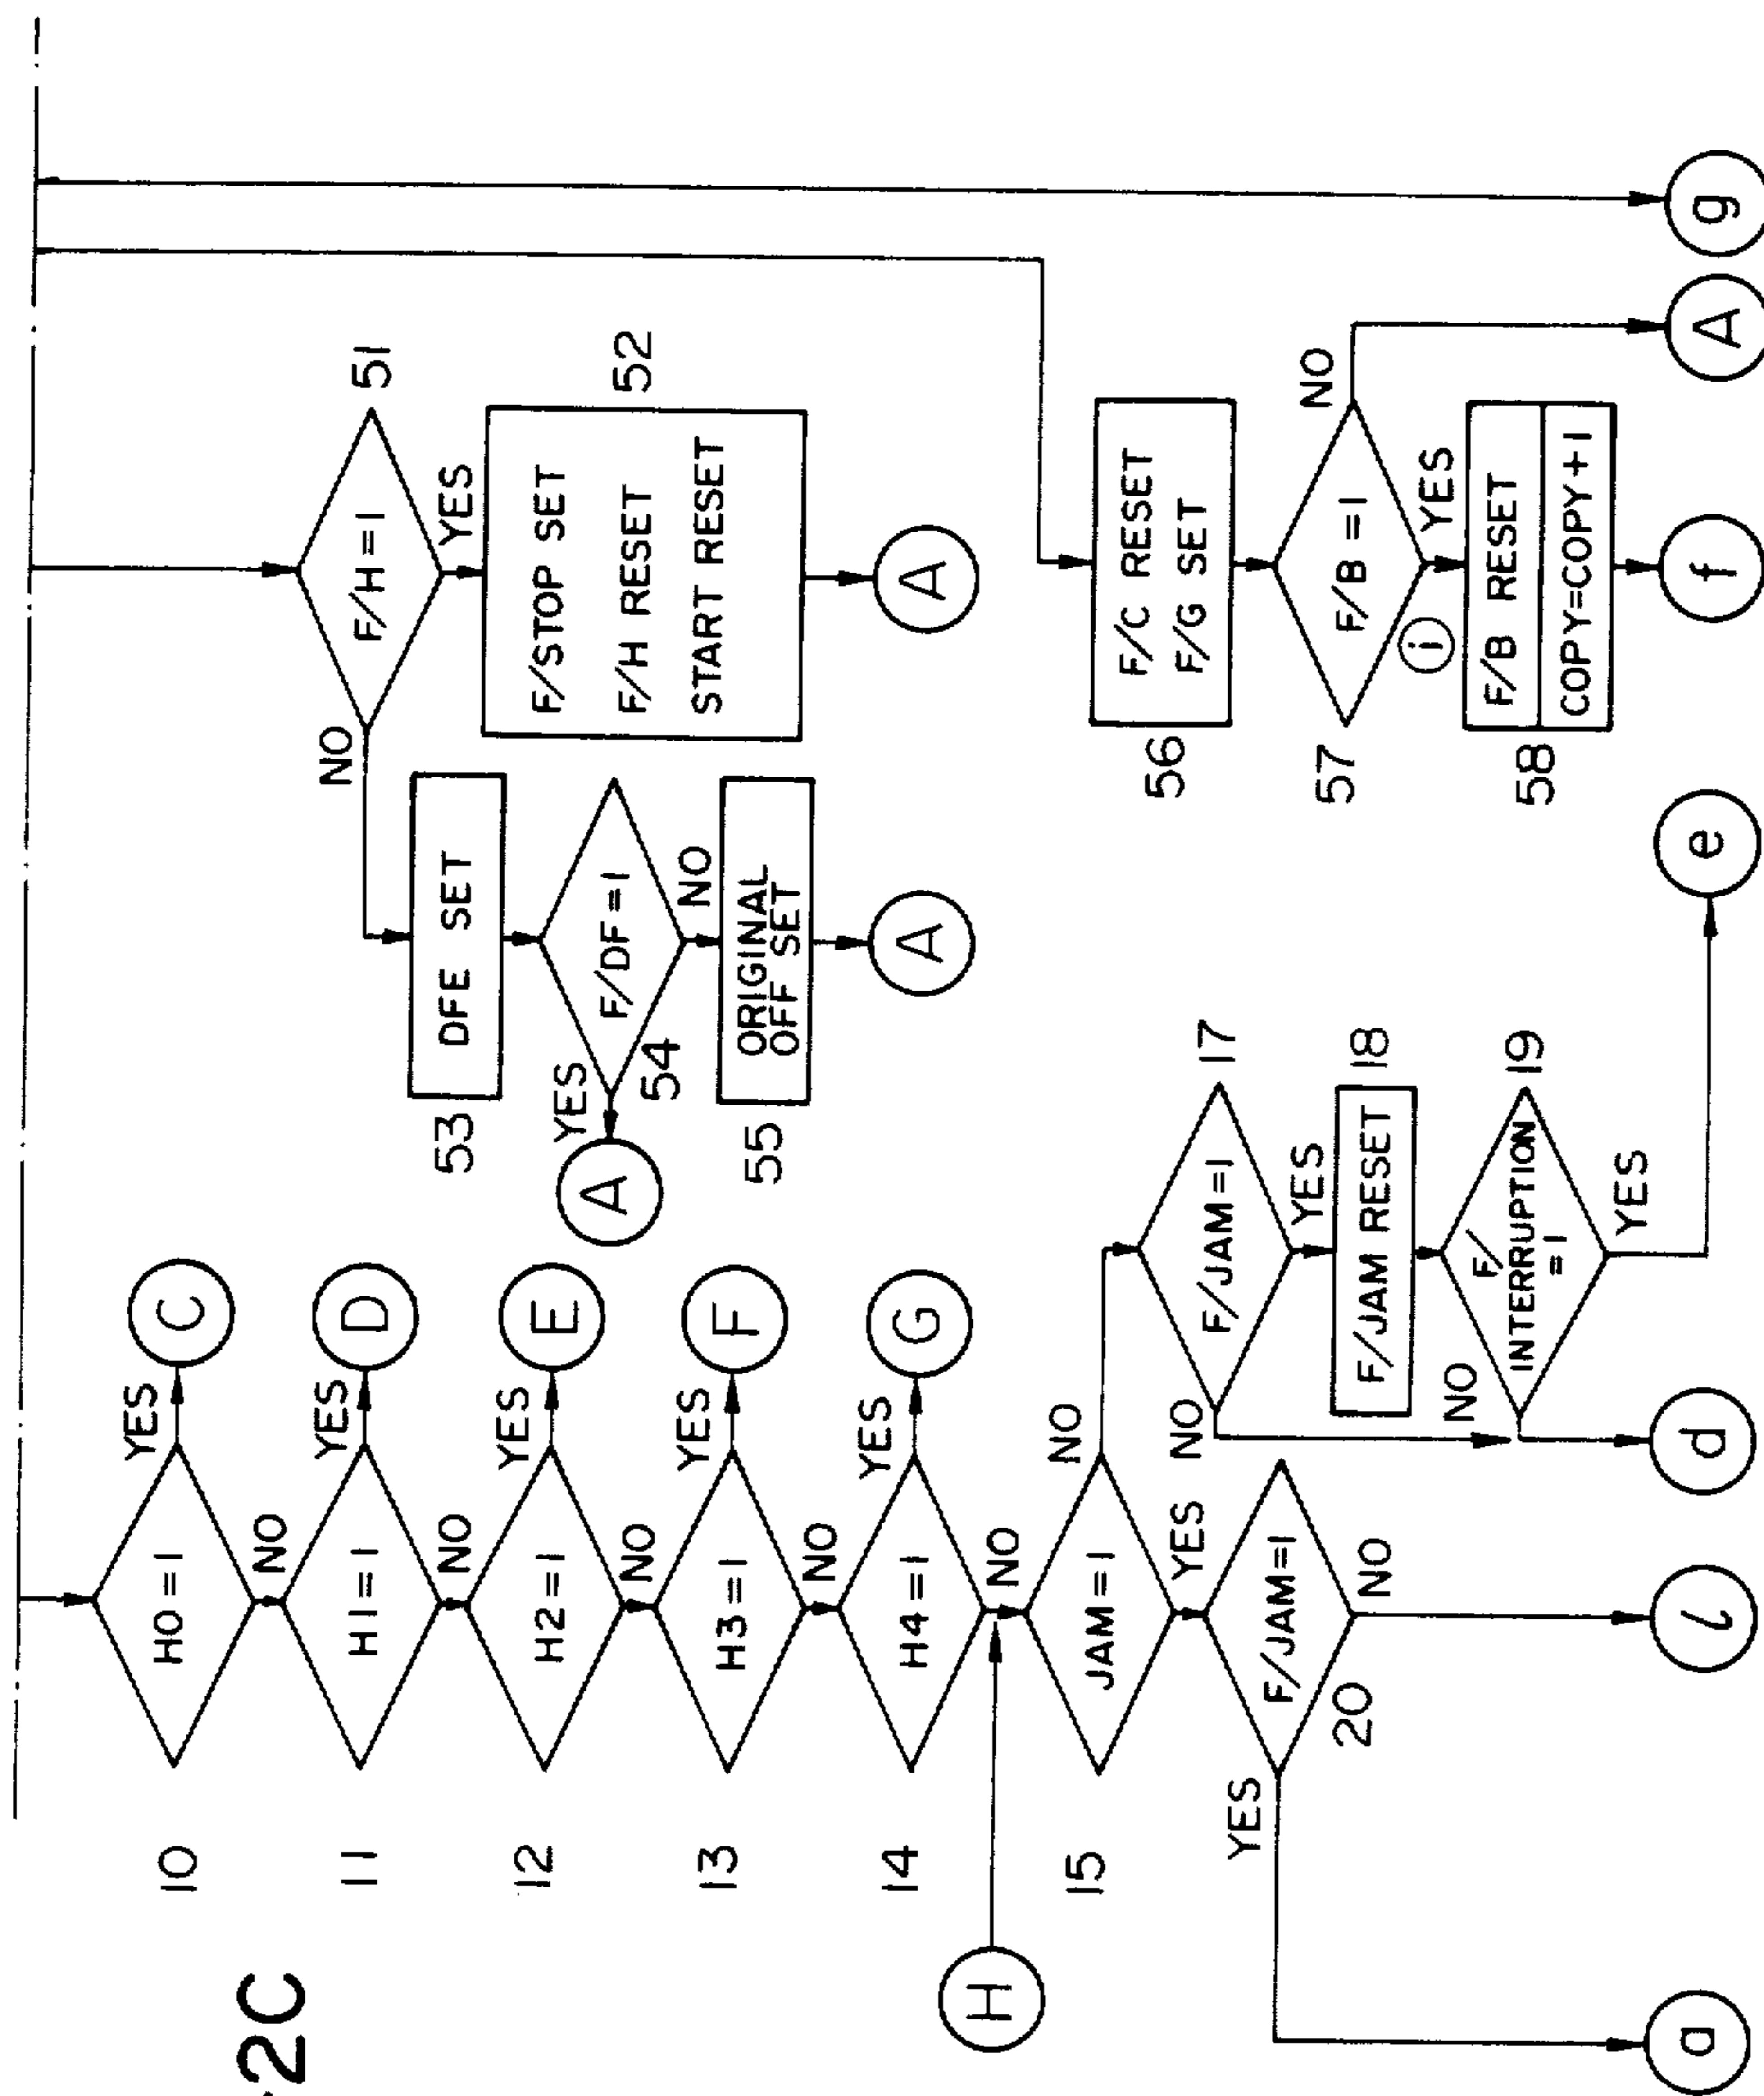 2C
10
H0=1
YES
C
NO
11
H1=1
YES
D
NO
12
H2=1
YES
E
NO
13
H3=1
YES
F
NO
14
H4=1
YES
G
NO
H
15
JAM=1
NO
YES
F/JAM=1
20
YES
NO
a
l
F/JAM=1
17
NO
YES
F/JAM RESET
18
F/
INTERRUPTION
=1
19
NO
YES
d
e
F/H=1
51
NO
YES
F/STOP SET
F/H RESET
START RESET
52
A
53
DFE SET
F/DF=1
54
YES
NO
A
55
ORIGINAL
OFF SET
A
56
F/C RESET
F/G SET
57
F/B=1
NO
i
YES
58
F/B RESET
COPY=COPY+1
f
A
g